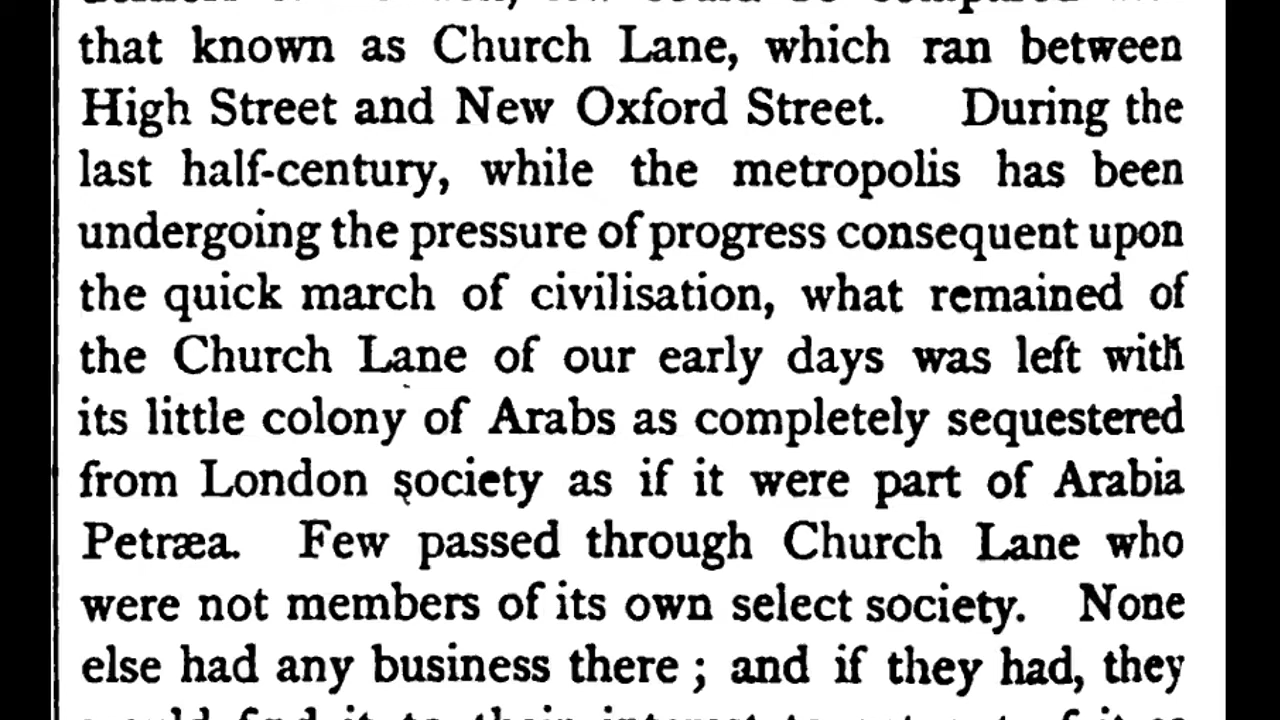 that known as Church Lane, which ran between
High Street and New Oxford Street. During the
last half-century, while the metropolis has been
undergoing the pressure of progress consequent upon
the quick march of civilisation, what remained of
the Church Lane of our early days was left with
its little colony of Arabs as completely sequestered
from London society as if it were part of Arabia
Petræa. Few passed through Church Lane who
were not members of its own select society. None
else had any business there ; and if they had, they